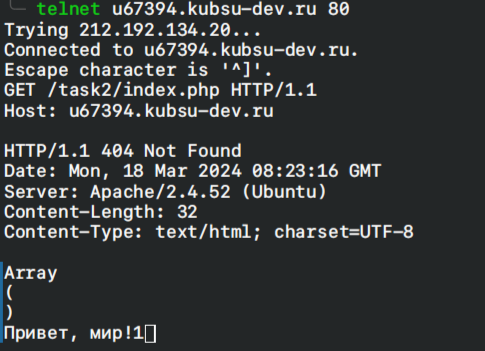 telnet u67394.kubsu-dev.ru 80
Trying 212.192.134.20...
Connected to u67394.kubsu-dev.ru.
Escape character is '^]'.
GET /task2/index.php HTTP/1.1
Host: u67394.kubsu-dev.ru

HTTP/1.1 404 Not Found
Date: Mon, 18 Mar 2024 08:23:16 GMT
Server: Apache/2.4.52 (Ubuntu)
Content-Length: 32
Content-Type: text/html; charset=UTF-8

Array
(
)
Привет, мир!1